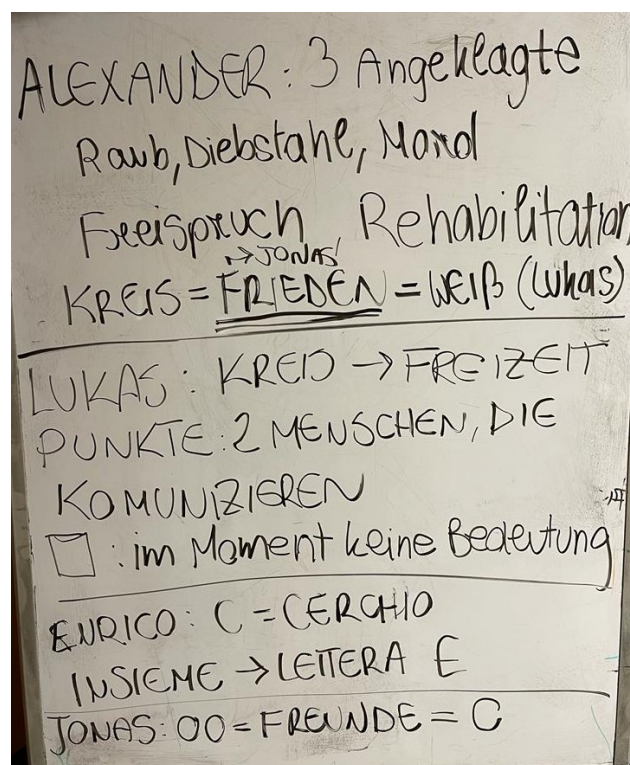 ALEXANDER: 3 Angeklagte
Raub, Diebstahl, Mord
Freispruch, Rehabilitation
→ JONAS
KREIS = FRIEDEN = WEIß (Lukas)
LUKAS: KREIS → FREIZEIT
PUNKTE: 2 MENSCHEN, DIE
KOMUNIZIEREN
: im Moment keine Bedeutung
ENRICO: C = CERCHIO
INSIEME → LETTERA E
JONAS: OO = FREUNDE = C